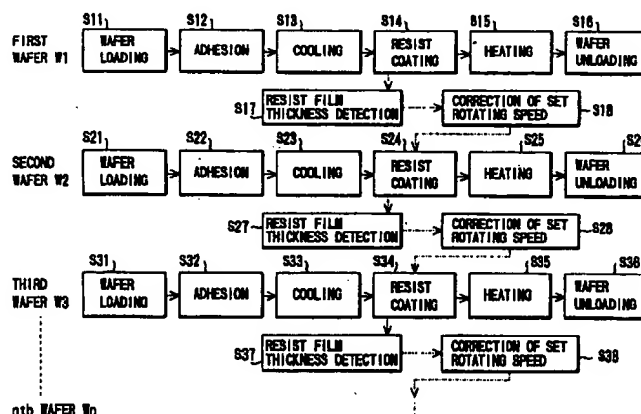 S11 S12 S13 S14 S15 S16
FIRST WAFER W1
WAFER LOADING
ADHESION
COOLING
RESIST COATING
HEATING
WAFER UNLOADING
S17
RESIST FILM THICKNESS DETECTION
CORRECTION OF SET ROTATING SPEED
S18
S21 S22 S23 S24 S25 S2
SECOND WAFER W2
WAFER LOADING
ADHESION
COOLING
RESIST COATING
HEATING
WAFER UNLOADING
S27
RESIST FILM THICKNESS DETECTION
CORRECTION OF SET ROTATING SPEED
S28
S31 S32 S33 S34 S35 S36
THIRD WAFER W3
WAFER LOADING
ADHESION
COOLING
RESIST COATING
HEATING
WAFER UNLOADING
S37
RESIST FILM THICKNESS DETECTION
CORRECTION OF SET ROTATING SPEED
S38
nth WAFER Wn